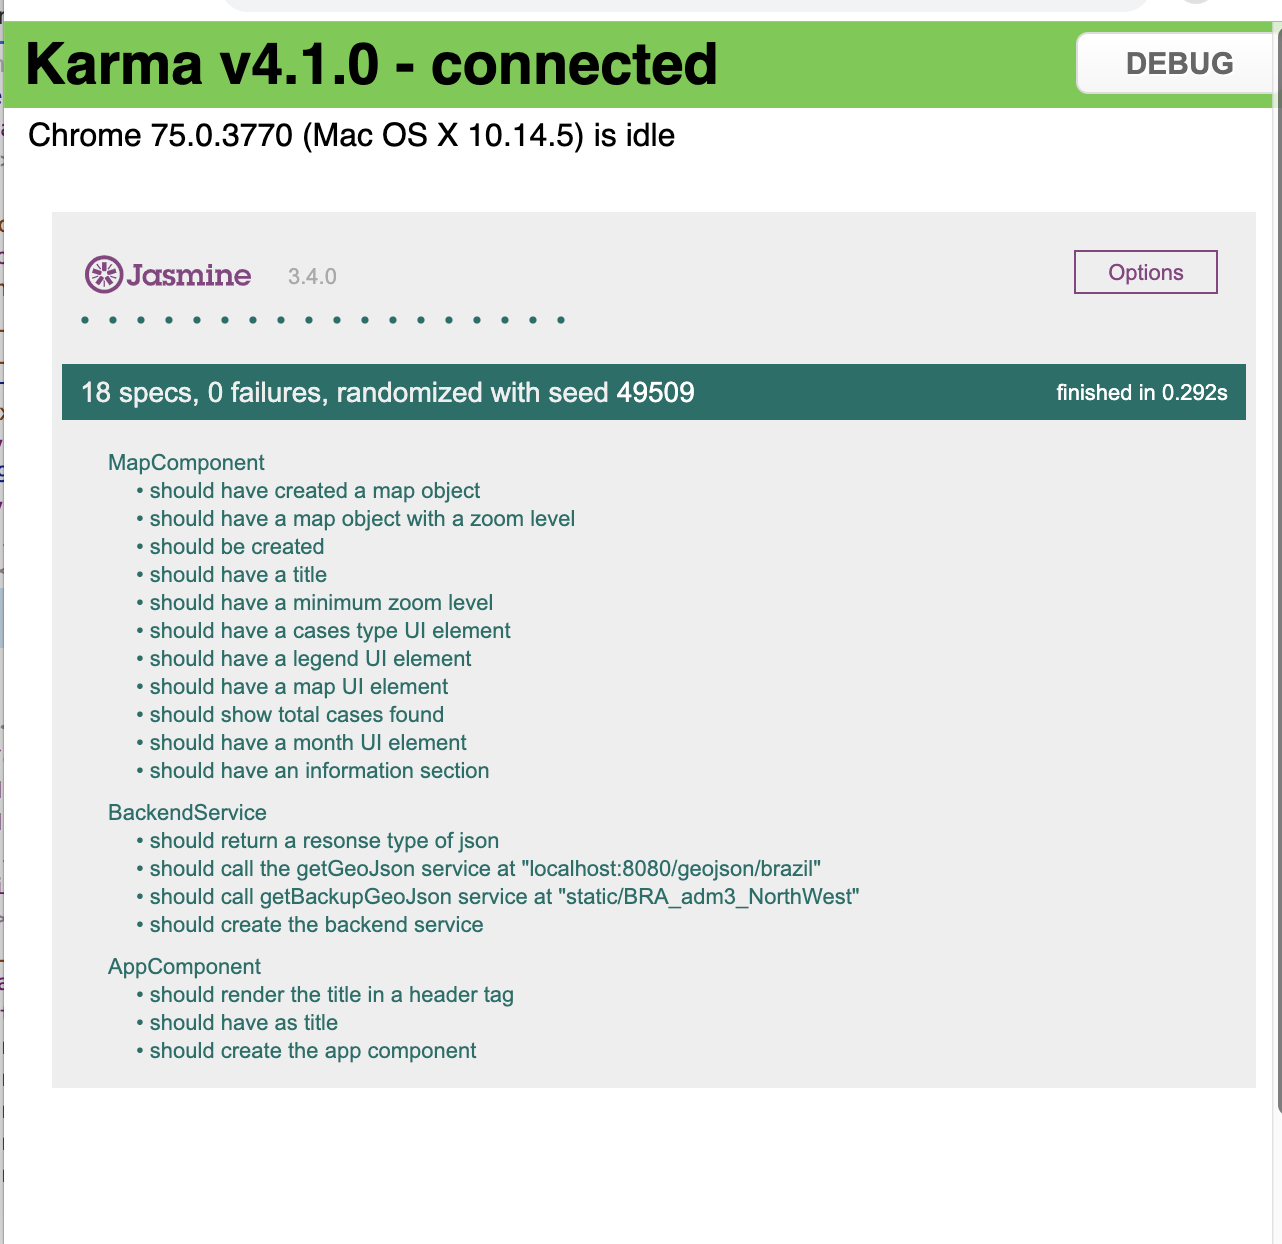 Karma v4.1.0 - connected
DEBUG
Chrome 75.0.3770 (Mac OS X 10.14.5) is idle
Jasmine 3.4.0
Options
18 specs, 0 failures, randomized with seed 49509
finished in 0.292s
MapComponent
• should have created a map object
• should have a map object with a zoom level
• should be created
• should have a title
• should have a minimum zoom level
• should have a cases type UI element
• should have a legend UI element
• should have a map UI element
• should show total cases found
• should have a month UI element
• should have an information section
BackendService
• should return a resonse type of json
• should call the getGeoJson service at "localhost:8080/geojson/brazil"
• should call getBackupGeoJson service at "static/BRA_adm3_NorthWest"
• should create the backend service
AppComponent
• should render the title in a header tag
• should have as title
• should create the app component